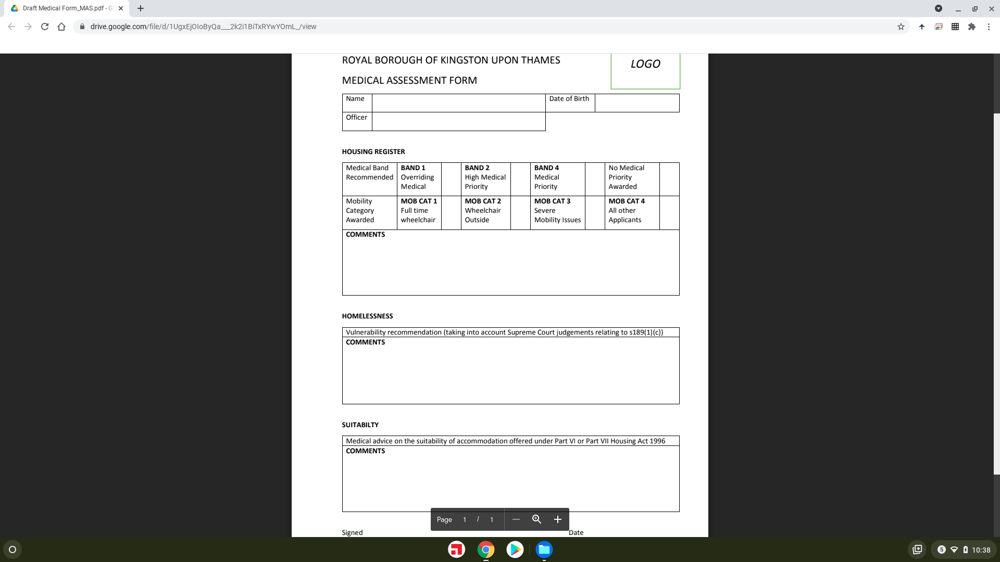 Draft Medical Form_MAS.pdf - G
drive.google.com/file/d/1UgxEjOIoByQa___2k2i1BiTxRYwYOmL_/view
ROYAL BOROUGH OF KINGSTON UPON THAMES
LOGO
MEDICAL ASSESSMENT FORM
Name
Date of Birth
Officer
HOUSING REGISTER
Medical Band Recommended
BAND 1 Overriding Medical
BAND 2 High Medical Priority
BAND 4 Medical Priority
No Medical Priority Awarded
Mobility Category Awarded
MOB CAT 1 Full time wheelchair
MOB CAT 2 Wheelchair Outside
MOB CAT 3 Severe Mobility Issues
MOB CAT 4 All other Applicants
COMMENTS
HOMELESSNESS
Vulnerability recommendation (taking into account Supreme Court judgements relating to s189(1)(c))
COMMENTS
SUITABILTY
Medical advice on the suitability of accommodation offered under Part VI or Part VII Housing Act 1996
COMMENTS
Page 1 / 1
Signed
Date
5
10:38